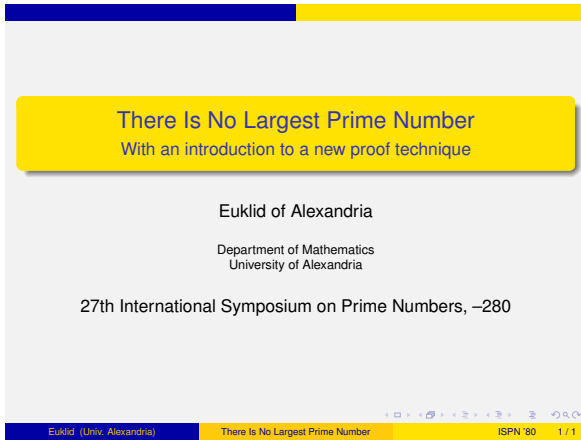 There Is No Largest Prime Number
With an introduction to a new proof technique
Euklid of Alexandria
Department of Mathematics
University of Alexandria
27th International Symposium on Prime Numbers, –280
Euklid (Univ. Alexandria) There Is No Largest Prime Number ISPN '80 1 / 1